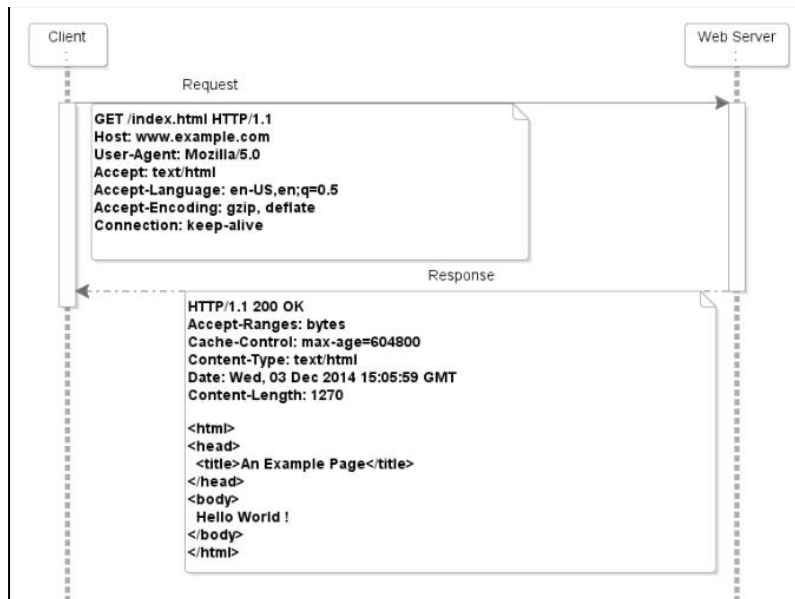 Client
Web Server
Request
GET /index.html HTTP/1.1
Host: www.example.com
User-Agent: Mozilla/5.0
Accept: text/html
Accept-Language: en-US,en;q=0.5
Accept-Encoding: gzip, deflate
Connection: keep-alive
Response
HTTP/1.1 200 OK
Accept-Ranges: bytes
Cache-Control: max-age=604800
Content-Type: text/html
Date: Wed, 03 Dec 2014 15:05:59 GMT
Content-Length: 1270
<html>
<head>
<title>An Example Page</title>
</head>
<body>
Hello World !
</body>
</html>